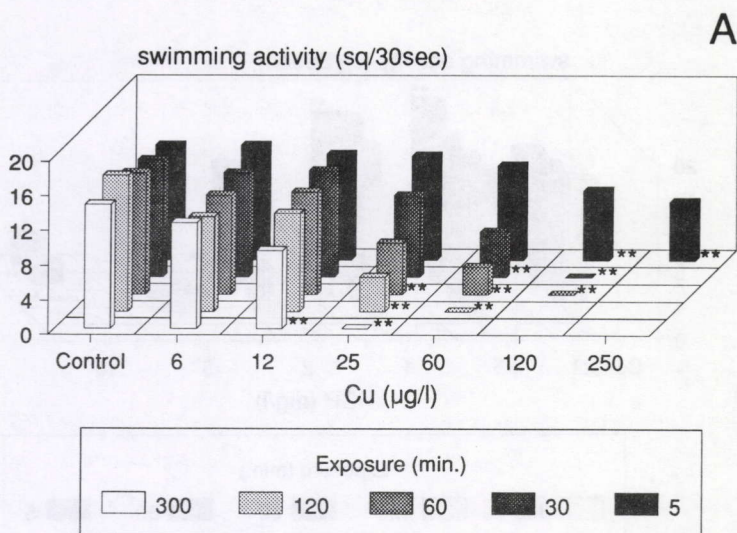 A
swimming activity (sq/30sec)
20
16
12
8
4
0
** **
** **
** ** **
** ** **
** **
Control 6 12 25 60 120 250
Cu (µg/l)
Exposure (min.)
300 120 60 30 5